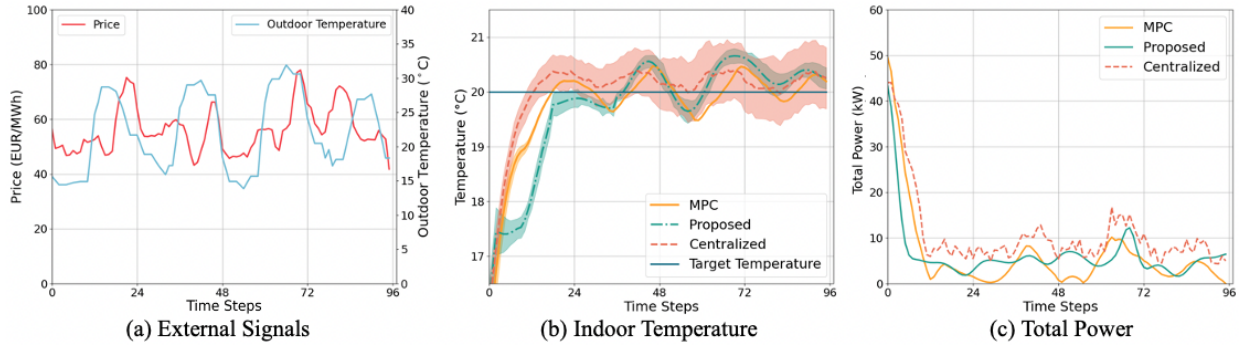 Price
Outdoor Temperature
100
80
60
40
20
0
Price (EUR/MWh)
40
35
30
25
20
15
10
5
0
Outdoor Temperature (°C)
0 24 48 72 96
Time Steps
(a) External Signals
21
20
19
18
17
Temperature (°C)
MPC
Proposed
Centralized
Target Temperature
0 24 48 72 96
Time Steps
(b) Indoor Temperature
60
50
40
30
20
10
0
Total Power (kW)
MPC
Proposed
Centralized
0 24 48 72 96
Time Steps
(c) Total Power